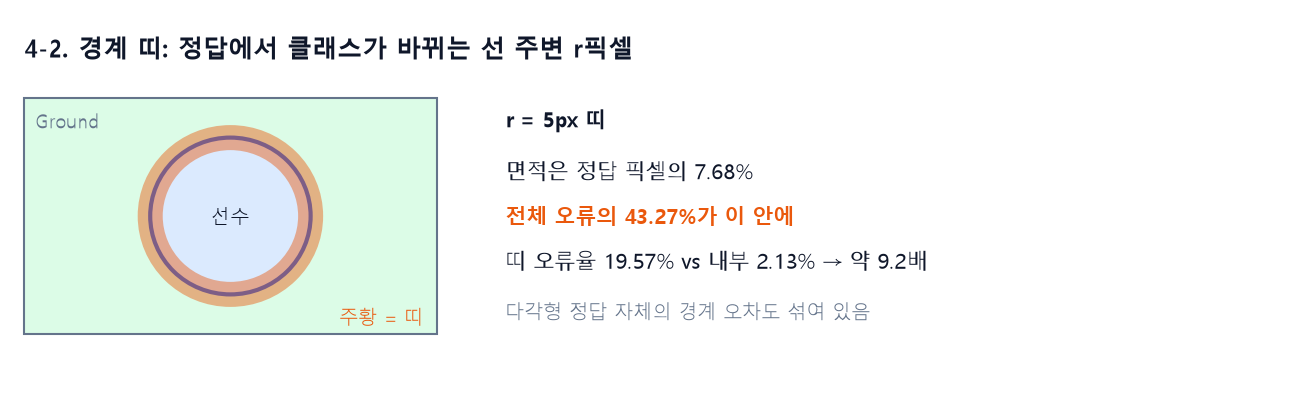 4-2. 경계 띠: 정답에서 클래스가 바뀌는 선 주변 r픽셀
Ground
선수
주황 = 띠
r = 5px 띠
면적은 정답 픽셀의 7.68%
전체 오류의 43.27%가 이 안에
띠 오류율 19.57% vs 내부 2.13% → 약 9.2배
다각형 정답 자체의 경계 오차도 섞여 있음